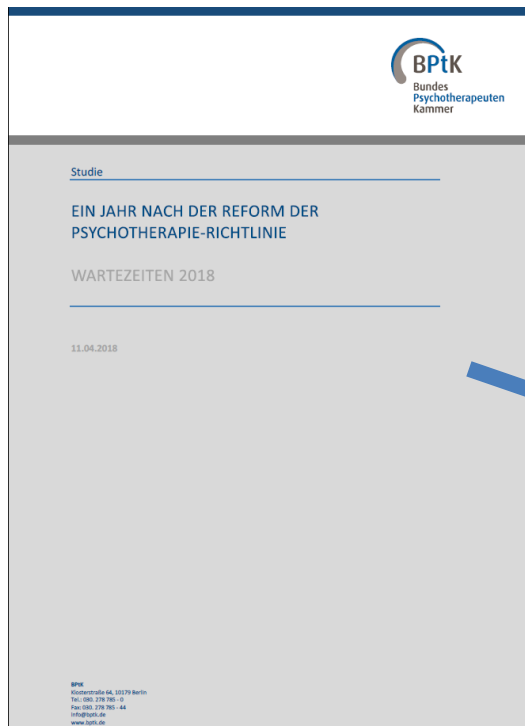 BPtK
Bundes
Psychotherapeuten
Kammer
Studie
EIN JAHR NACH DER REFORM DER
PSYCHOTHERAPIE-RICHTLINIE
WARTEZEITEN 2018
11.04.2018
BPtK
Klosterstraße 64, 10179 Berlin
Tel.: 030. 278 785 - 0
Fax: 030. 278 785 - 44
info@bptk.de
www.bptk.de